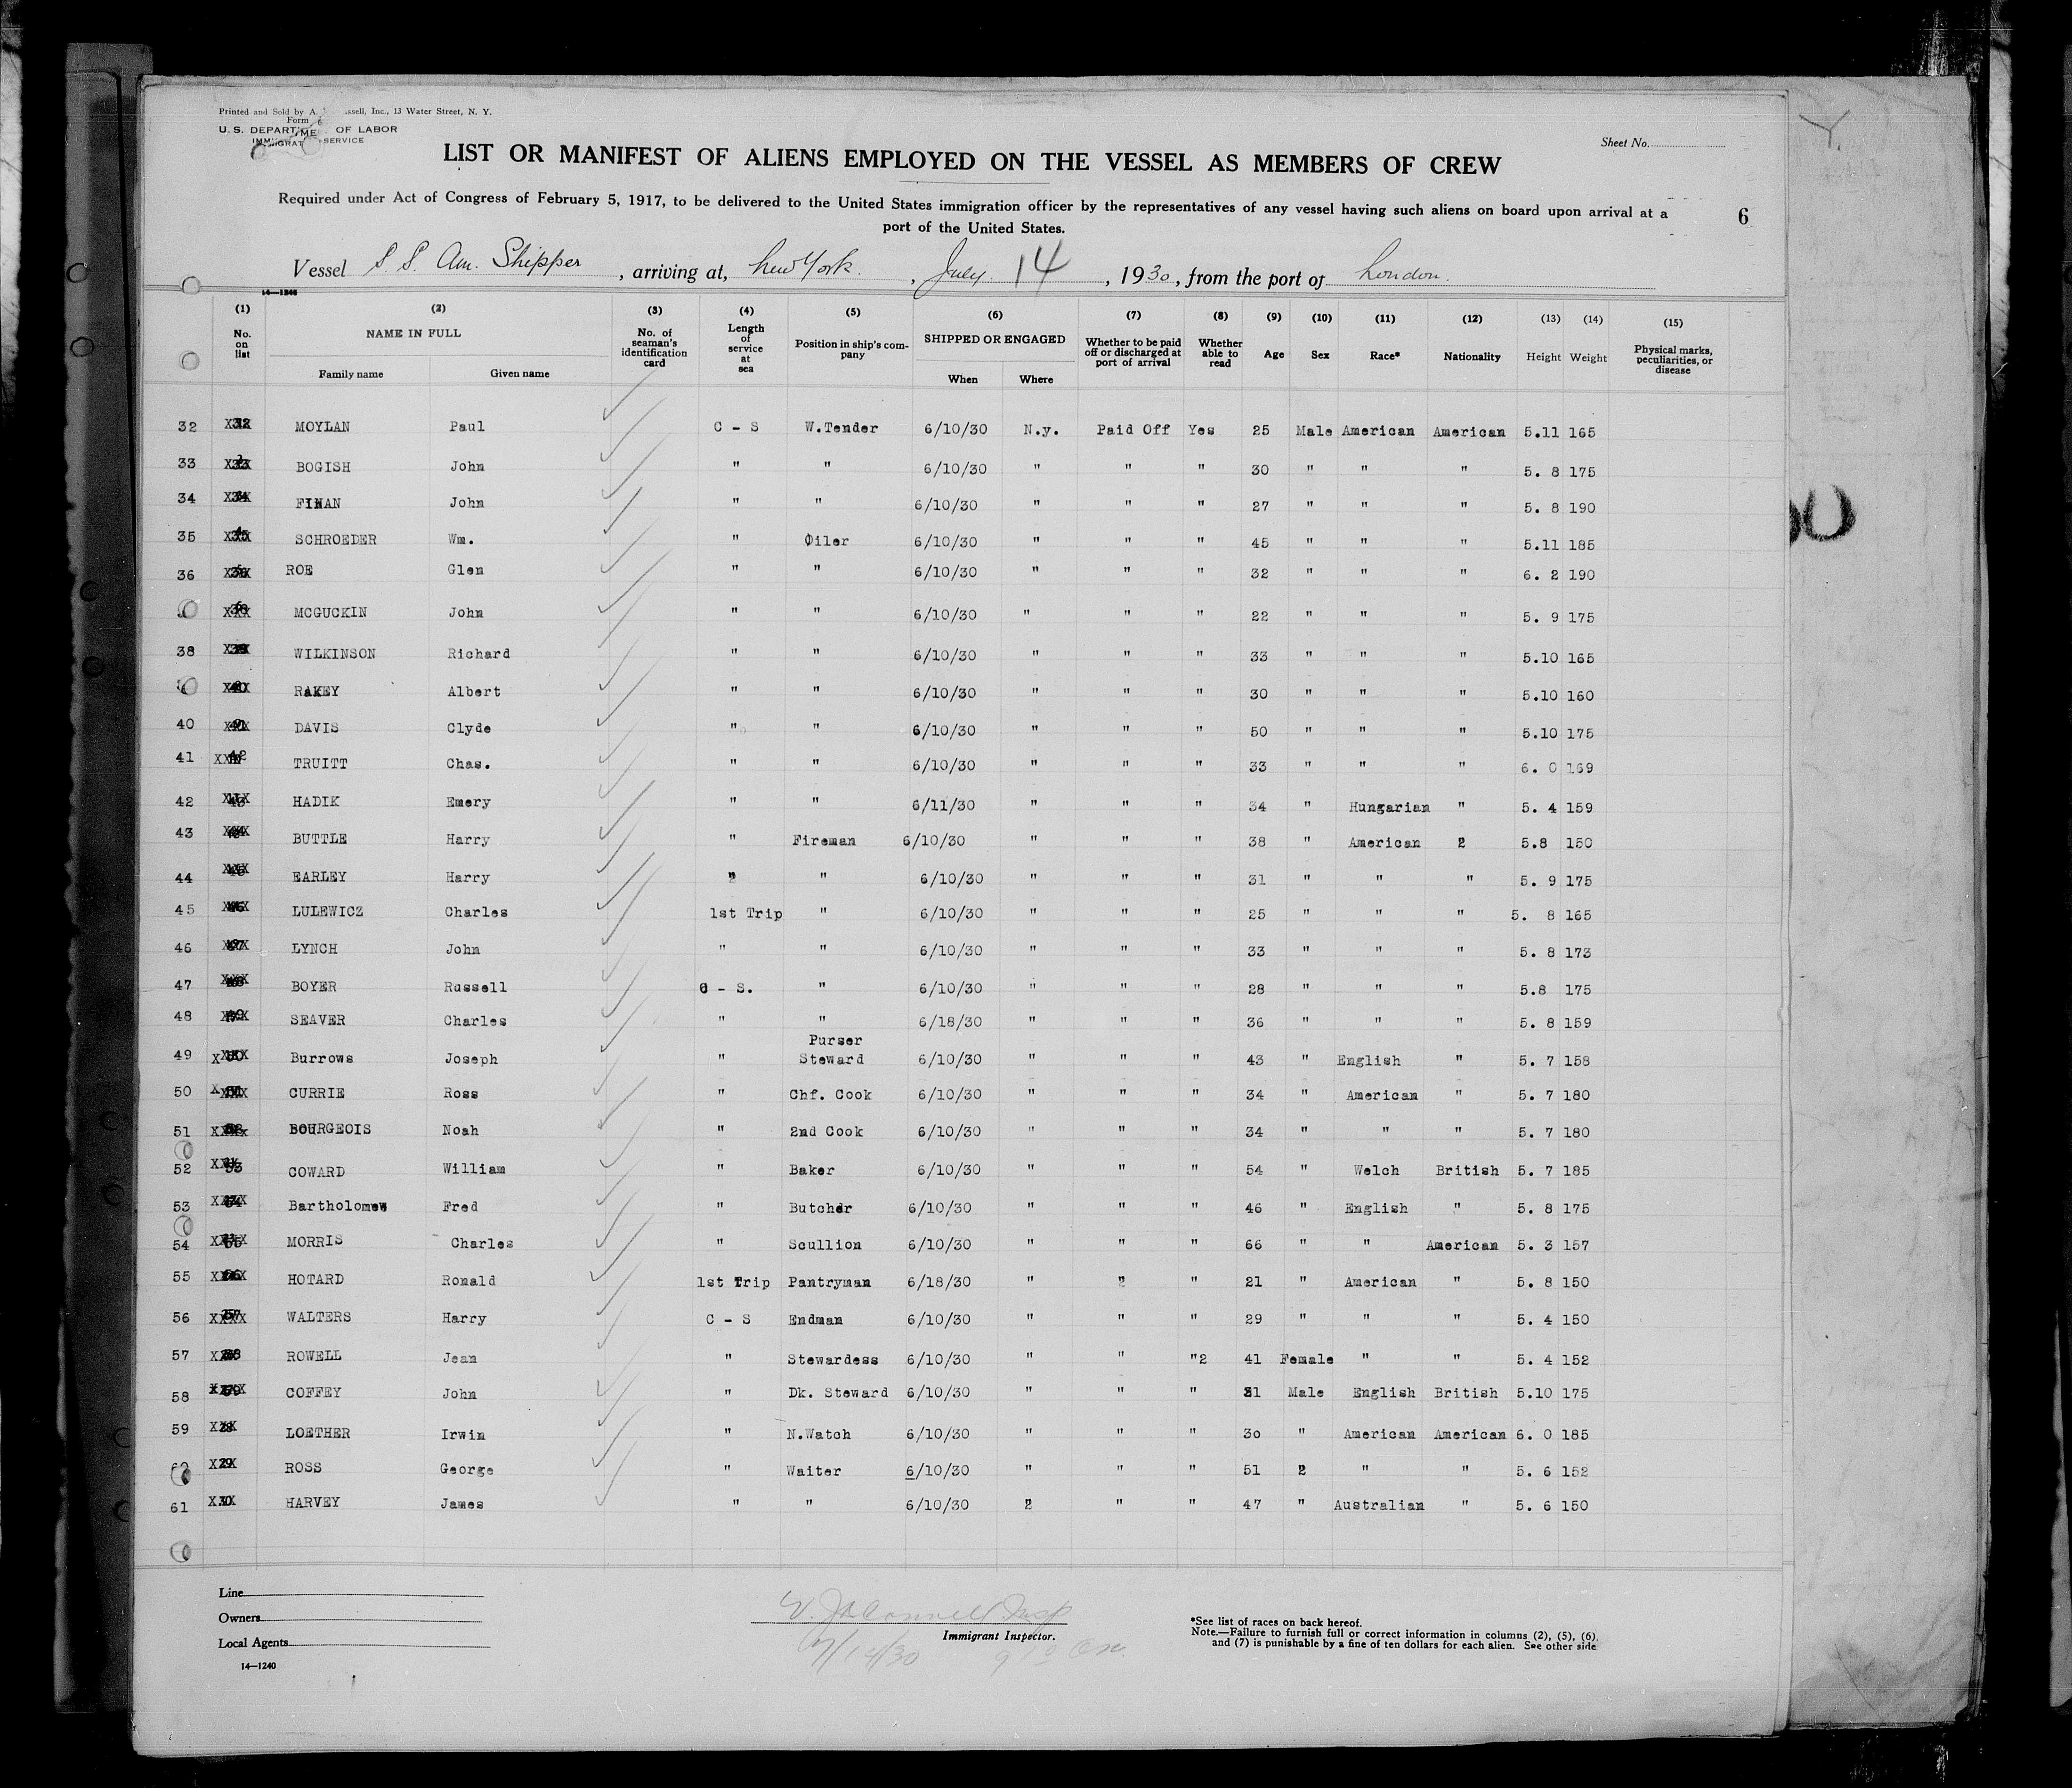 Printed and Sold by A. ssell, Inc., 13 Water Street, N. Y.
Form
U. S. DEPARTME OF LABOR
IMMIGRAT SERVICE
Sheet No.
LIST OR MANIFEST OF ALIENS EMPLOYED ON THE VESSEL AS MEMBERS OF CREW
Required under Act of Congress of February 5, 1917, to be delivered to the United States immigration officer by the representatives of any vessel having such aliens on board upon arrival at a
port of the United States.
6
Vessel S. S. Am. Shipper, arriving at, New York, July 14, 1930, from the port of London.
14—1240
(1) (2) (3) (4) (5) (6) (7) (8) (9) (10) (11) (12) (13) (14) (15)
No. on list NAME IN FULL Family name Given name No. of seaman's identification card Length of service at sea Position in ship's company SHIPPED OR ENGAGED When Where Whether to be paid off or discharged at port of arrival Whether able to read Age Sex Race* Nationality Height Weight Physical marks, peculiarities, or disease
32 MOYLAN Paul C - S W.Tender 6/10/30 N.y. Paid Off Yes 25 Male American American 5.11 165
33 BOGISH John " " 6/10/30 " " " 30 " " " 5. 8 175
34 FINAN John " " 6/10/30 " " " 27 " " " 5. 8 190
35 SCHROEDER Wm. " Oiler 6/10/30 " " " 45 " " " 5.11 185
36 ROE Glen " " 6/10/30 " " " 32 " " " 6. 2 190
MCGUCKIN John " " 6/10/30 " " " 22 " " " 5. 9 175
38 WILKINSON Richard " " 6/10/30 " " " 33 " " " 5.10 165
RAKEY Albert " " 6/10/30 " " " 30 " " " 5.10 160
40 DAVIS Clyde " " 6/10/30 " " " 50 " " " 5.10 175
41 TRUITT Chas. " " 6/10/30 " " " 33 " " " 6. 0 169
42 HADIK Emery " " 6/11/30 " " " 34 " Hungarian " 5. 4 159
43 BUTTLE Harry " Fireman 6/10/30 " " " 38 " American 2 5.8 150
44 EARLEY Harry " " 6/10/30 " " " 31 " " " 5. 9 175
45 LULEWICZ Charles 1st Trip " 6/10/30 " " " 25 " " " 5. 8 165
46 LYNCH John " " 6/10/30 " " " 33 " " " 5. 8 173
47 BOYER Russell C - S. " 6/10/30 " " " 28 " " " 5.8 175
48 SEAVER Charles " " 6/18/30 " " " 36 " " " 5. 8 159
49 Burrows Joseph " Purser Steward 6/10/30 " " " 43 " English " 5. 7 158
50 CURRIE Ross " Chf. Cook 6/10/30 " " " 34 " American " 5. 7 180
51 BOURGEOIS Noah " 2nd Cook 6/10/30 " " " 34 " " " 5. 7 180
52 COWARD William " Baker 6/10/30 " " " 54 " Welch British 5. 7 185
53 Bartholomew Fred " Butcher 6/10/30 " " " 46 " English " 5. 8 175
54 MORRIS Charles " Scullion 6/10/30 " " " 66 " " American 5. 3 157
55 HOTARD Ronald 1st Trip Pantryman 6/18/30 " " " 21 " American " 5. 8 150
56 WALTERS Harry C - S Endman 6/10/30 " " " 29 " " " 5. 4 150
57 ROWELL Jean " Stewardess 6/10/30 " " "2 41 Female " " 5. 4 152
58 COFFEY John " Dk. Steward 6/10/30 " " " 31 Male English British 5.10 175
59 LOETHER Irwin " N.Watch 6/10/30 " " " 30 " American American 6. 0 185
ROSS George " Waiter 6/10/30 " " " 51 2 " " 5. 6 152
61 HARVEY James " " 6/10/30 2 " " 47 " Australian " 5. 6 150
Line
Owners
Local Agents
14—1240
Immigrant Inspector.
7/14/30
*See list of races on back hereof.
Note.—Failure to furnish full or correct information in columns (2), (5), (6),
and (7) is punishable by a fine of ten dollars for each alien. See other side